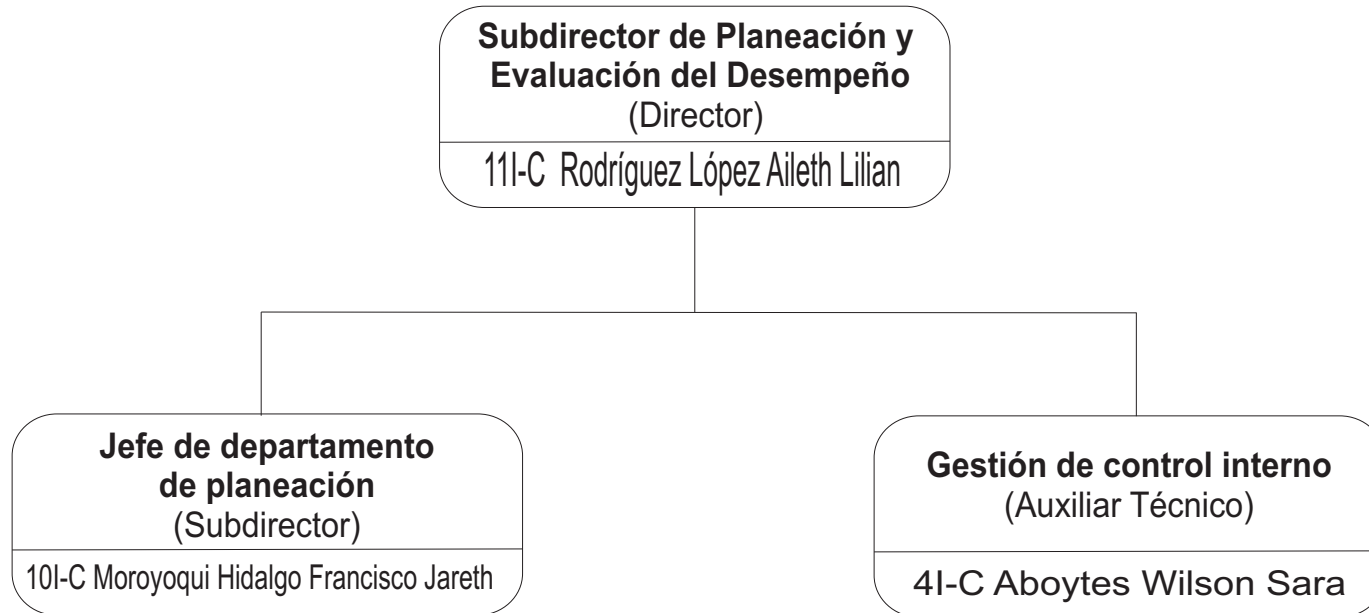 Subdirector de Planeación y
Evaluación del Desempeño
(Director)
11I-C Rodríguez López Aileth Lilian
Jefe de departamento
de planeación
(Subdirector)
10I-C Moroyoqui Hidalgo Francisco Jareth
Gestión de control interno
(Auxiliar Técnico)
4I-C Aboytes Wilson Sara